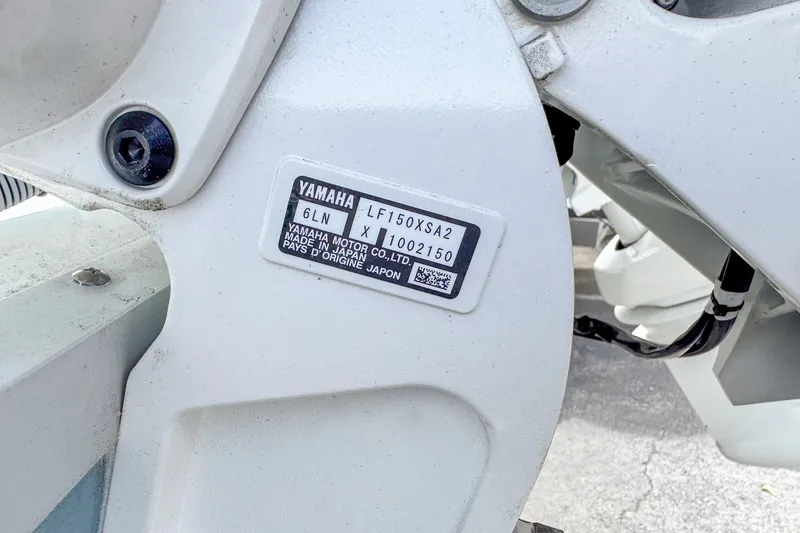 YAMAHA LF150XSA2
6LN X 1002150
YAMAHA MOTOR CO.,LTD.
MADE IN JAPAN
PAYS D'ORIGINE JAPON